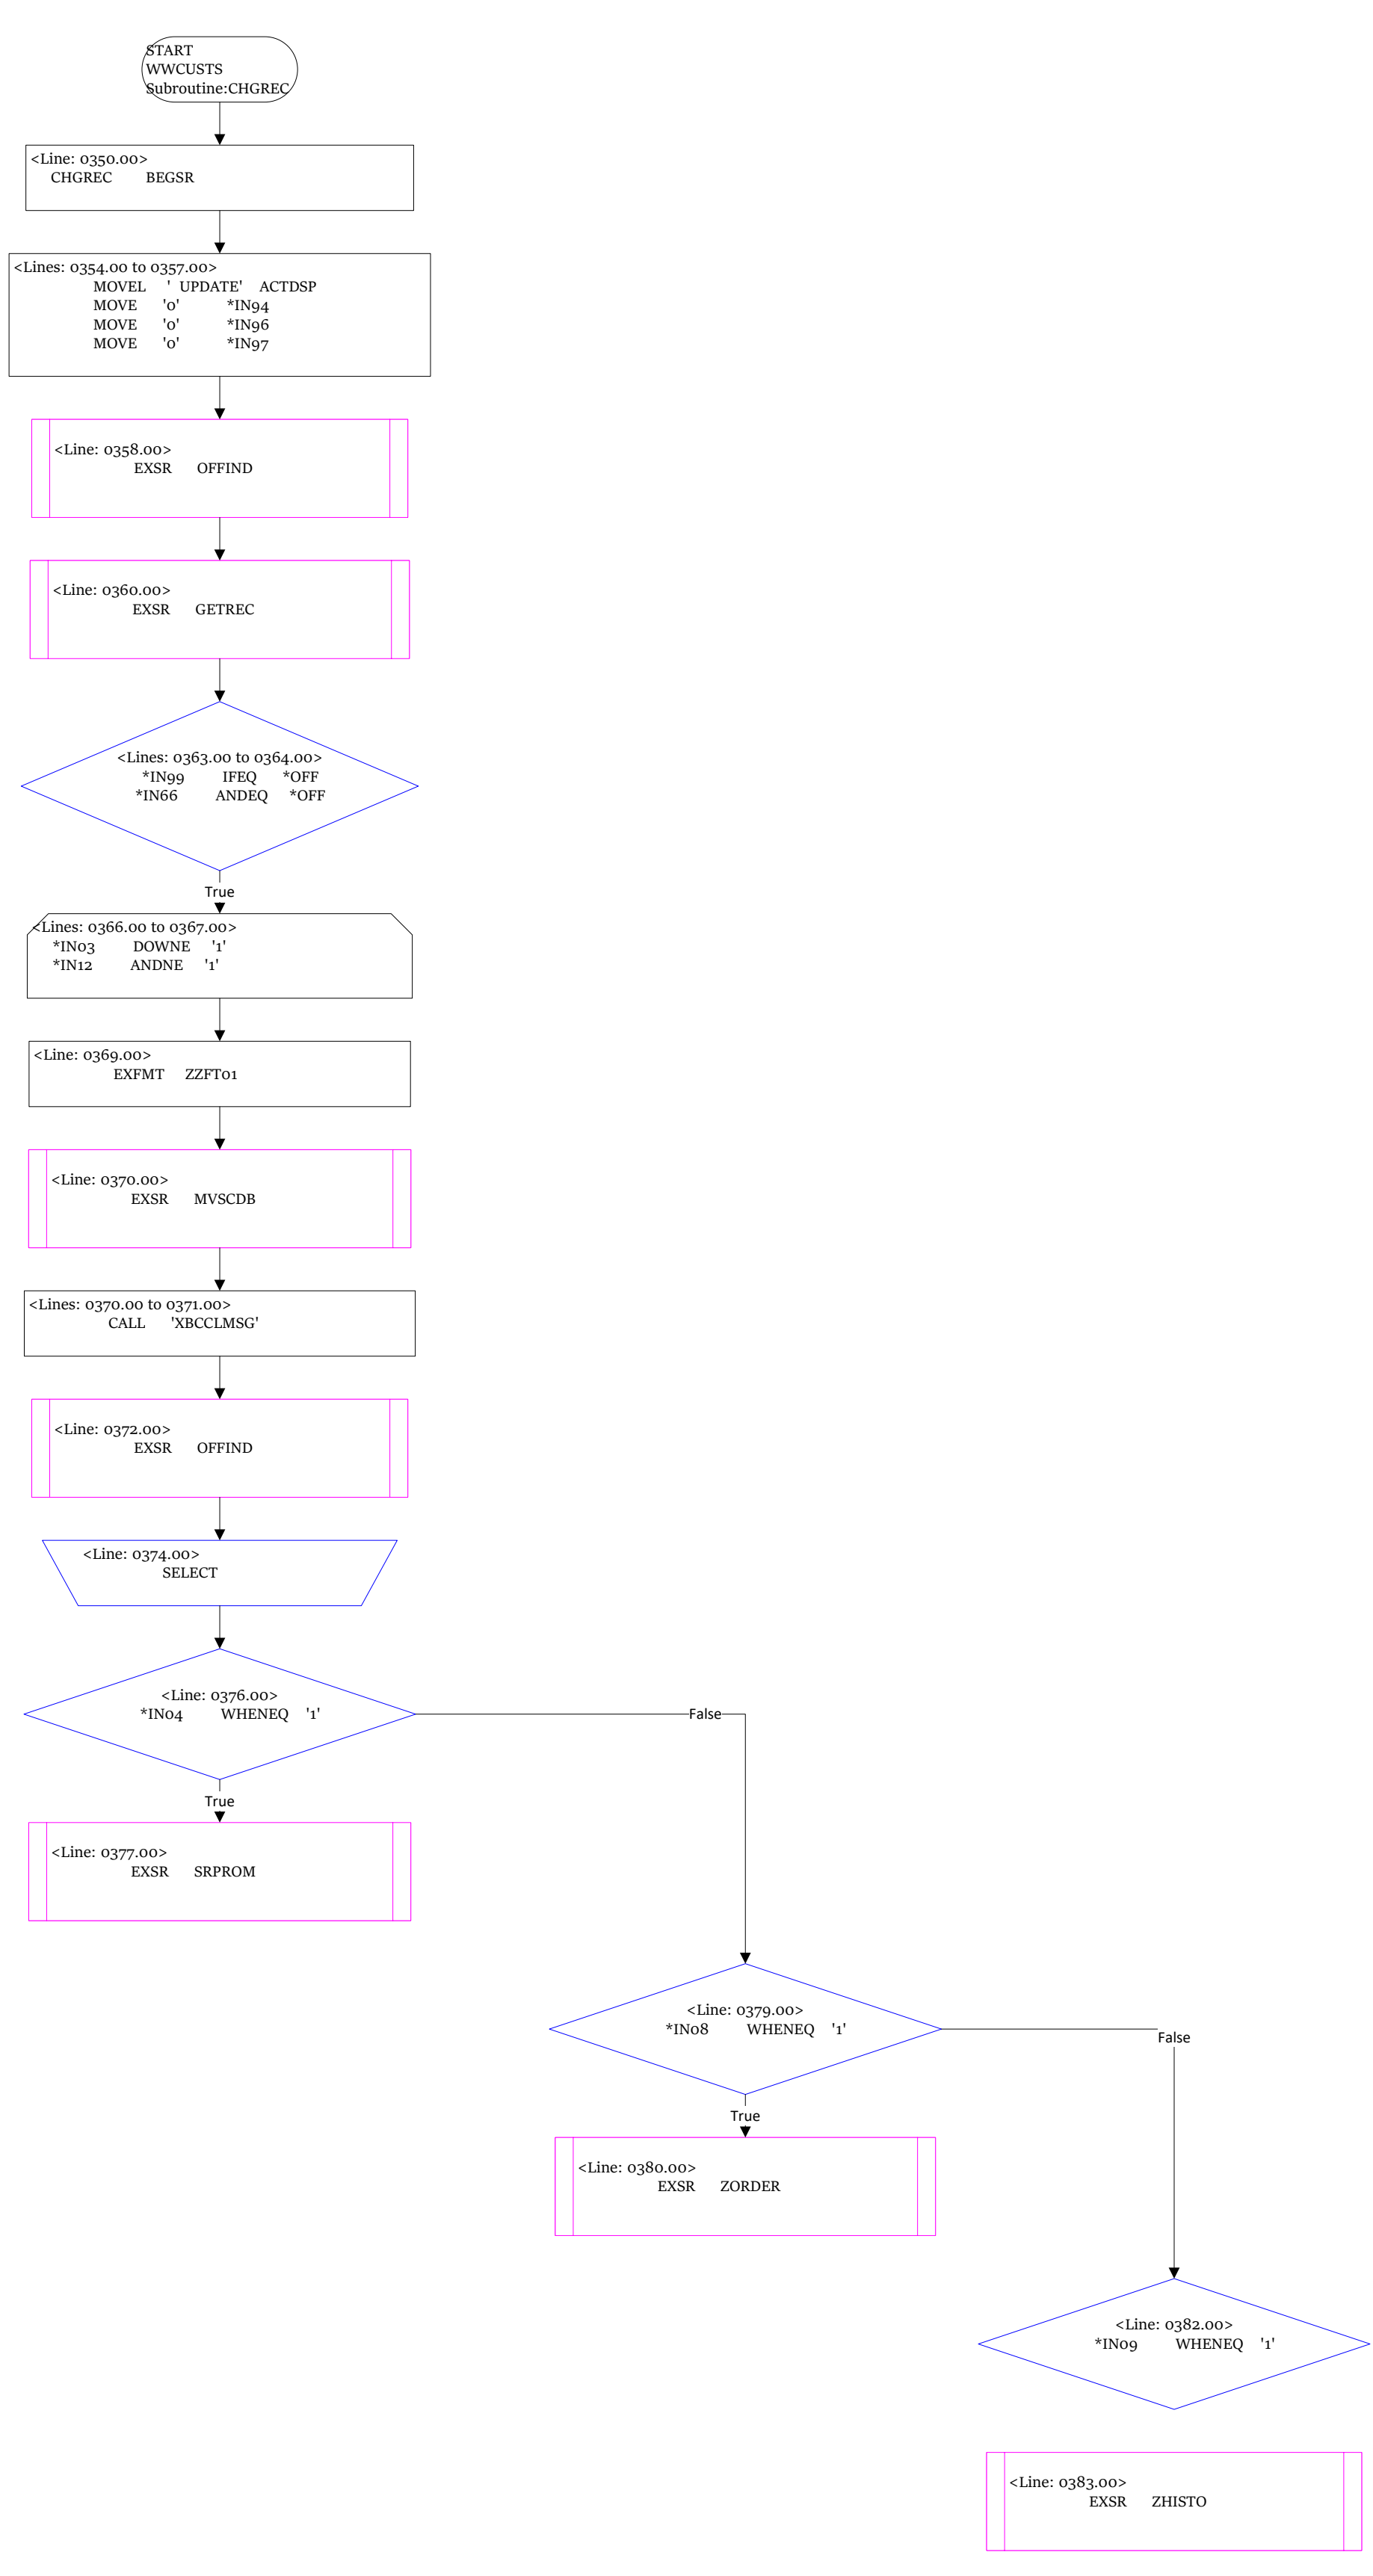 START
WWCUSTS
Subroutine:CHGREC
<Line: 0350.00>
CHGREC BEGSR
<Lines: 0354.00 to 0357.00>
MOVEL ' UPDATE' ACTDSP
MOVE '0' *IN94
MOVE '0' *IN96
MOVE '0' *IN97
<Line: 0358.00>
EXSR OFFIND
<Line: 0360.00>
EXSR GETREC
<Lines: 0363.00 to 0364.00>
*IN99 IFEQ *OFF
*IN66 ANDEQ *OFF
True
<Lines: 0366.00 to 0367.00>
*IN03 DOWNE '1'
*IN12 ANDNE '1'
<Line: 0369.00>
EXFMT ZZFT01
<Line: 0370.00>
EXSR MVSCDB
<Lines: 0370.00 to 0371.00>
CALL 'XBCCLMSG'
<Line: 0372.00>
EXSR OFFIND
<Line: 0374.00>
SELECT
<Line: 0376.00>
*IN04 WHENEQ '1'
False
True
<Line: 0377.00>
EXSR SRPROM
<Line: 0379.00>
*IN08 WHENEQ '1'
False
True
<Line: 0380.00>
EXSR ZORDER
<Line: 0382.00>
*IN09 WHENEQ '1'
<Line: 0383.00>
EXSR ZHISTO